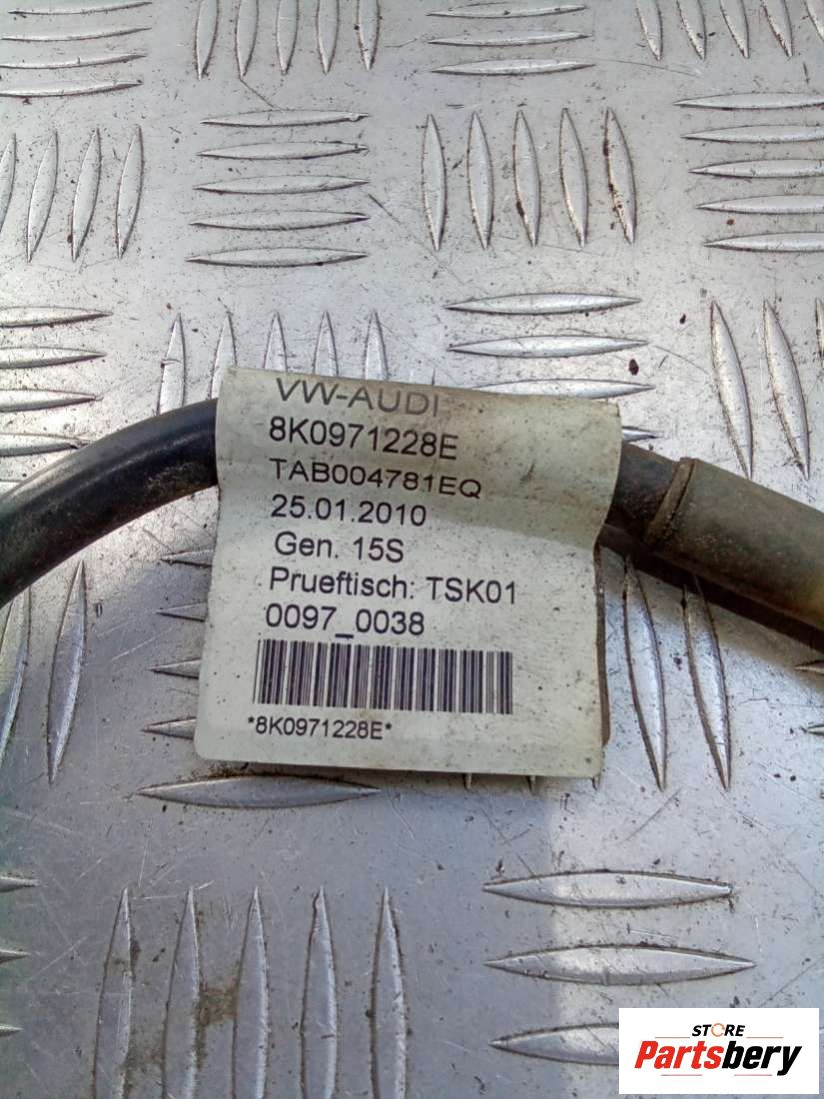 VW-AUDI
8K0971228E
TAB004781EQ
25.01.2010
Gen. 15S
Prueftisch: TSK01
0097_0038
*8K0971228E*
STORE
Partsbery